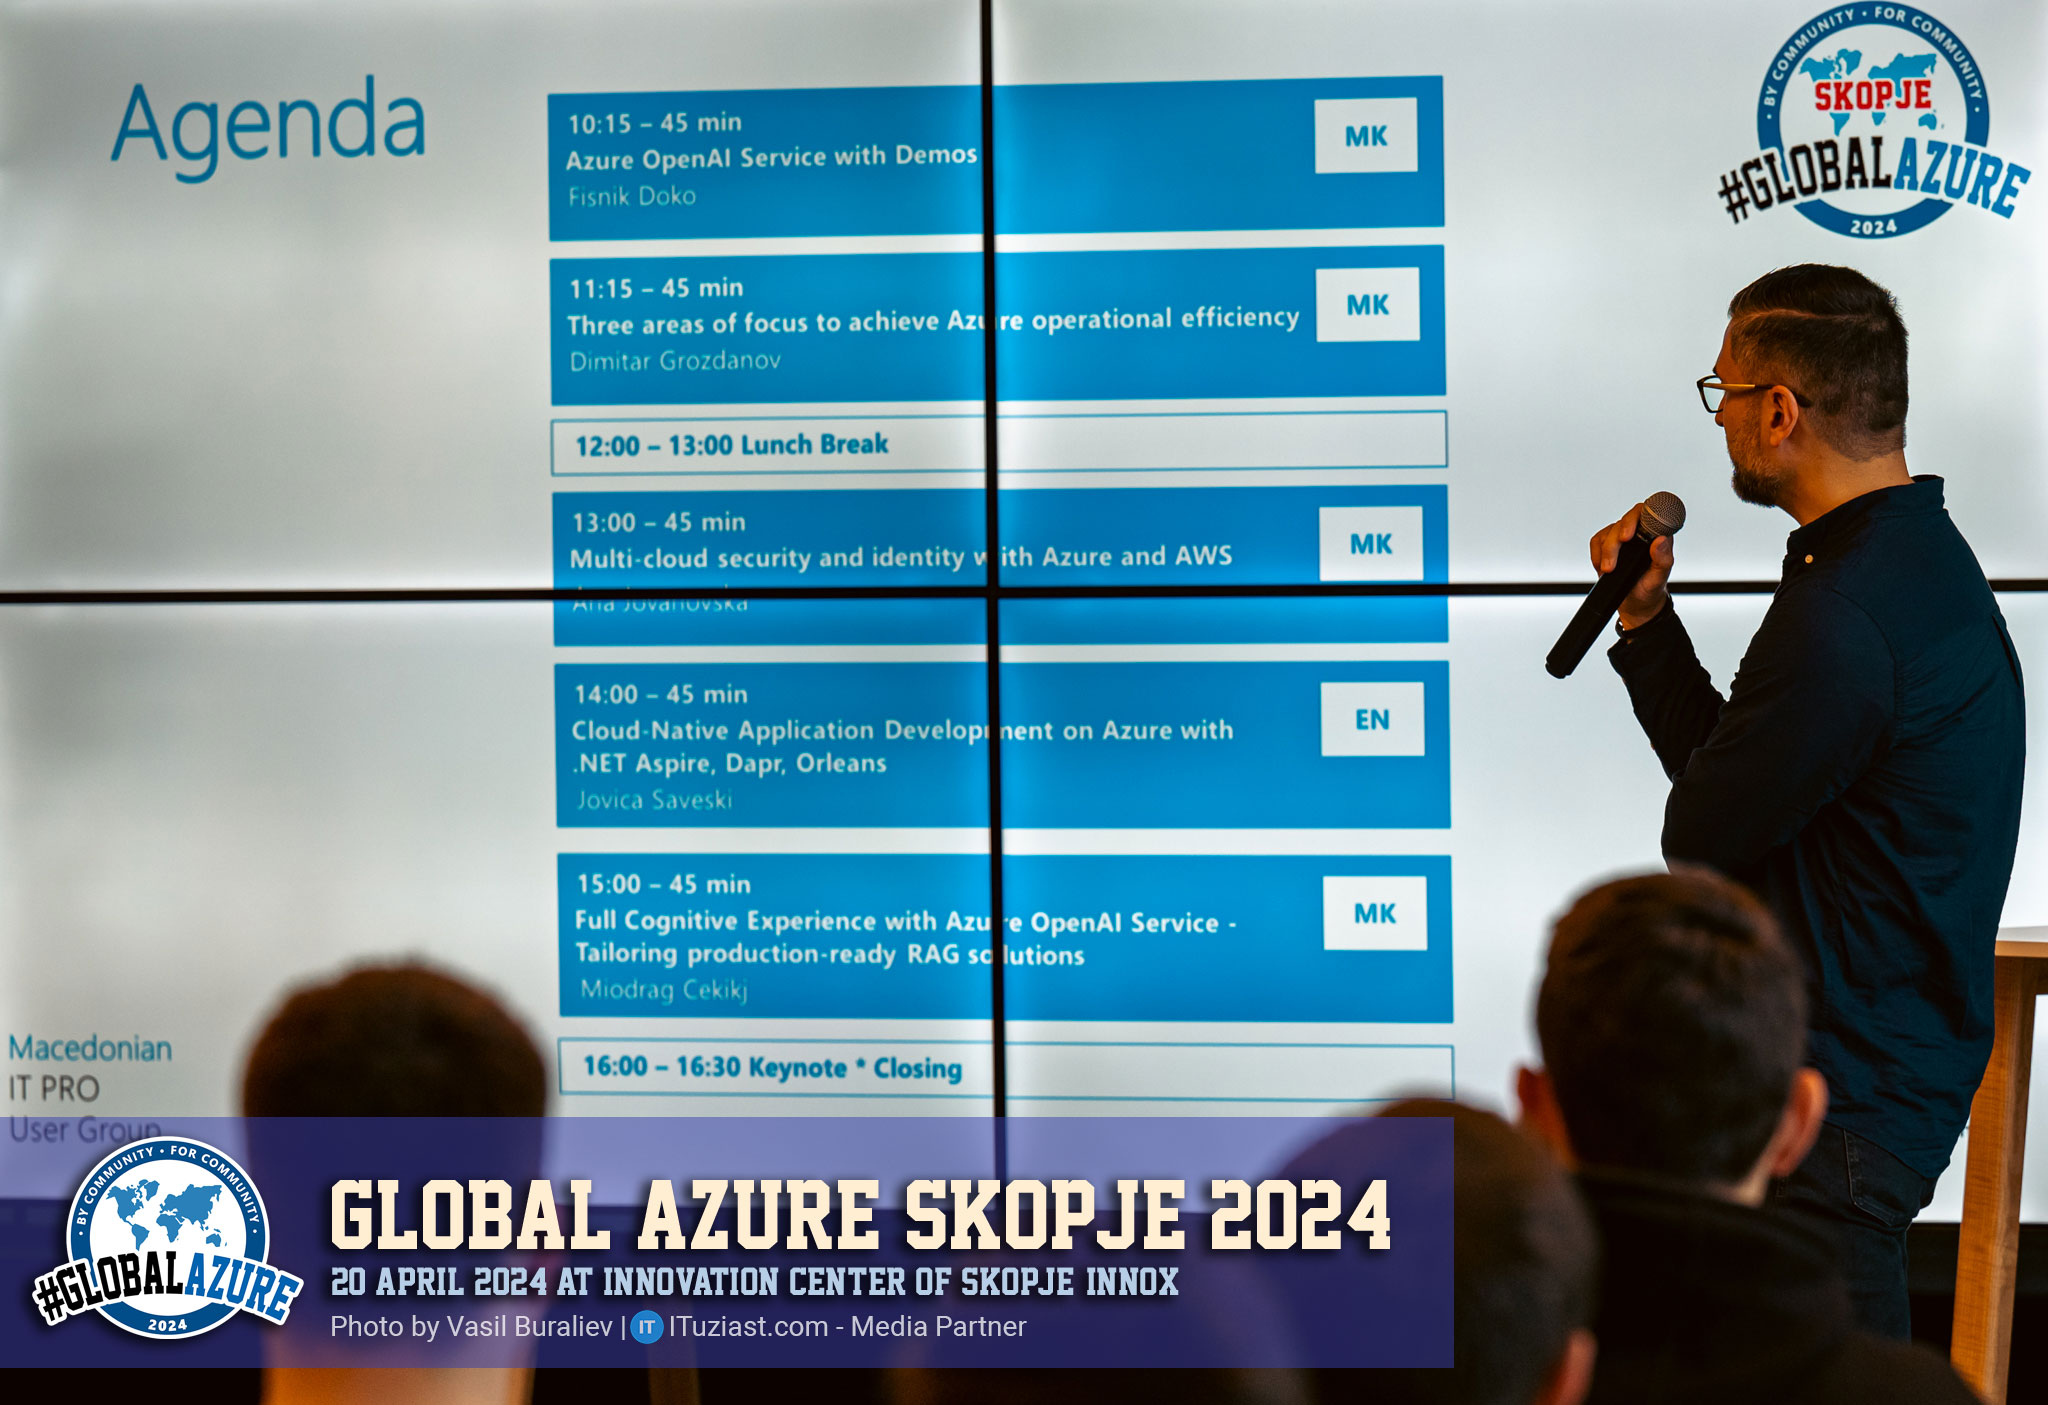 Agenda
10:15 – 45 min
Azure OpenAI Service with Demos
Fisnik Doko
MK
11:15 – 45 min
Three areas of focus to achieve Azure operational efficiency
Dimitar Grozdanov
MK
12:00 – 13:00 Lunch Break
13:00 – 45 min
Multi-cloud security and identity with Azure and AWS
Ana Jovanovska
MK
14:00 – 45 min
Cloud-Native Application Development on Azure with
.NET Aspire, Dapr, Orleans
Jovica Saveski
EN
15:00 – 45 min
Full Cognitive Experience with Azure OpenAI Service -
Tailoring production-ready RAG solutions
Miodrag Cekikj
MK
16:00 – 16:30 Keynote * Closing
BY COMMUNITY • FOR COMMUNITY
SKOPJE
#GLOBALAZURE
2024
Macedonian
IT PRO
User Group
BY COMMUNITY • FOR COMMUNITY
#GLOBALAZURE
2024
GLOBAL AZURE SKOPJE 2024
20 APRIL 2024 AT INNOVATION CENTER OF SKOPJE INNOX
Photo by Vasil Buraliev | IT ITuziast.com - Media Partner